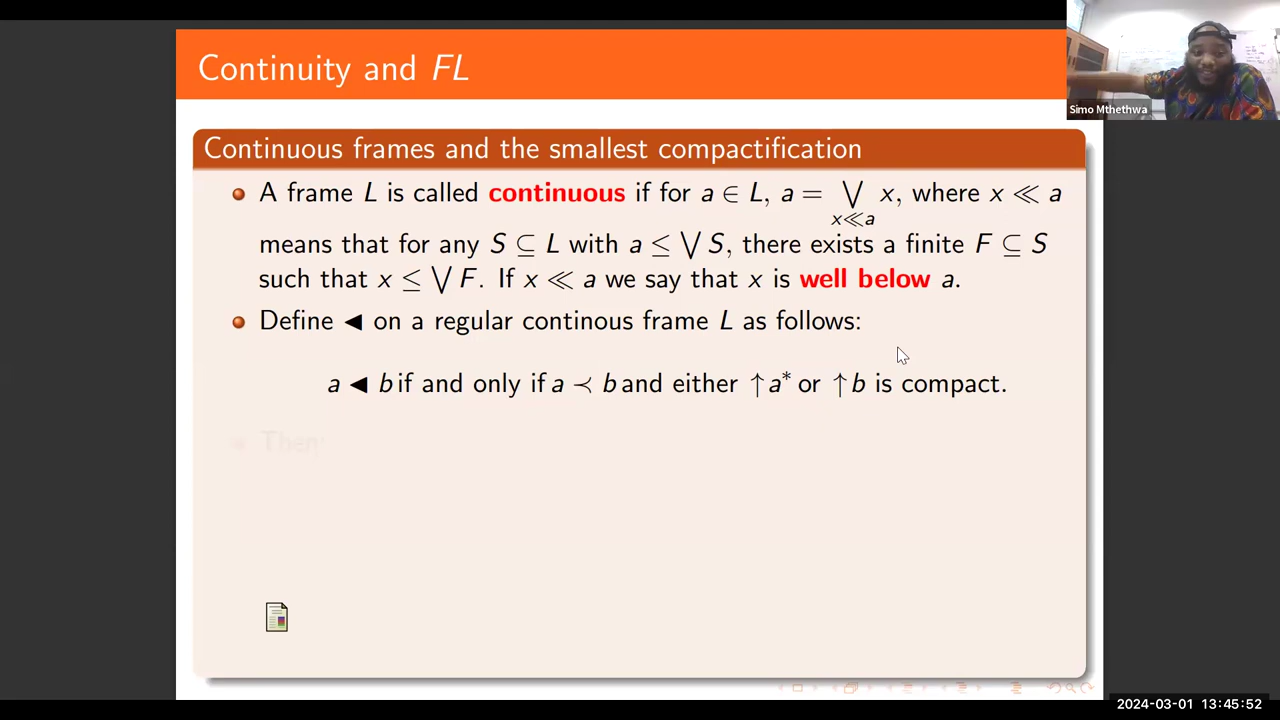 Continuity and FL
Simo Mthethwa
Continuous frames and the smallest compactification
A frame L is called continuous if for a ∈ L, a = ⋁ x, where x ≪ a
x≪a
means that for any S ⊆ L with a ≤ ⋁ S, there exists a finite F ⊆ S
such that x ≤ ⋁ F. If x ≪ a we say that x is well below a.
Define ◀ on a regular continous frame L as follows:
a ◀ b if and only if a ≺ b and either ↑a* or ↑b is compact.
Then
2024-03-01 13:45:52